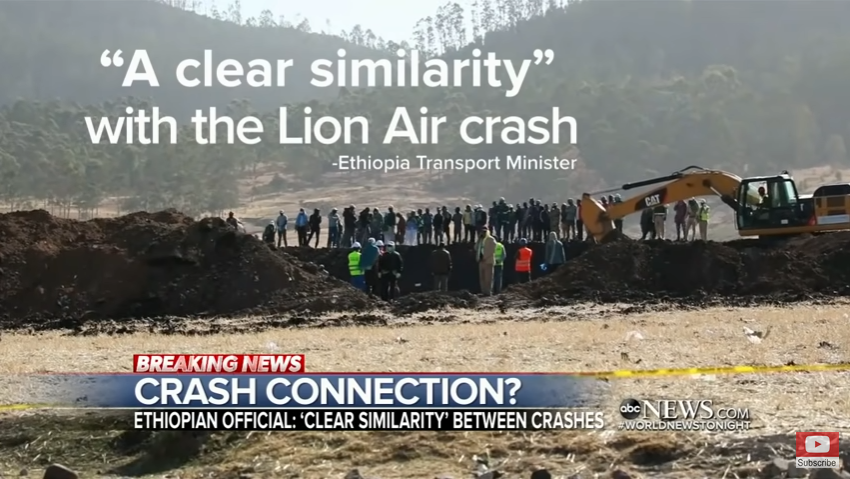 “A clear similarity”
with the Lion Air crash
-Ethiopia Transport Minister
CAT
BREAKING NEWS
CRASH CONNECTION?
ETHIOPIAN OFFICIAL: ‘CLEAR SIMILARITY’ BETWEEN CRASHES
abc NEWS.COM
#WORLDNEWSTONIGHT
Subscribe